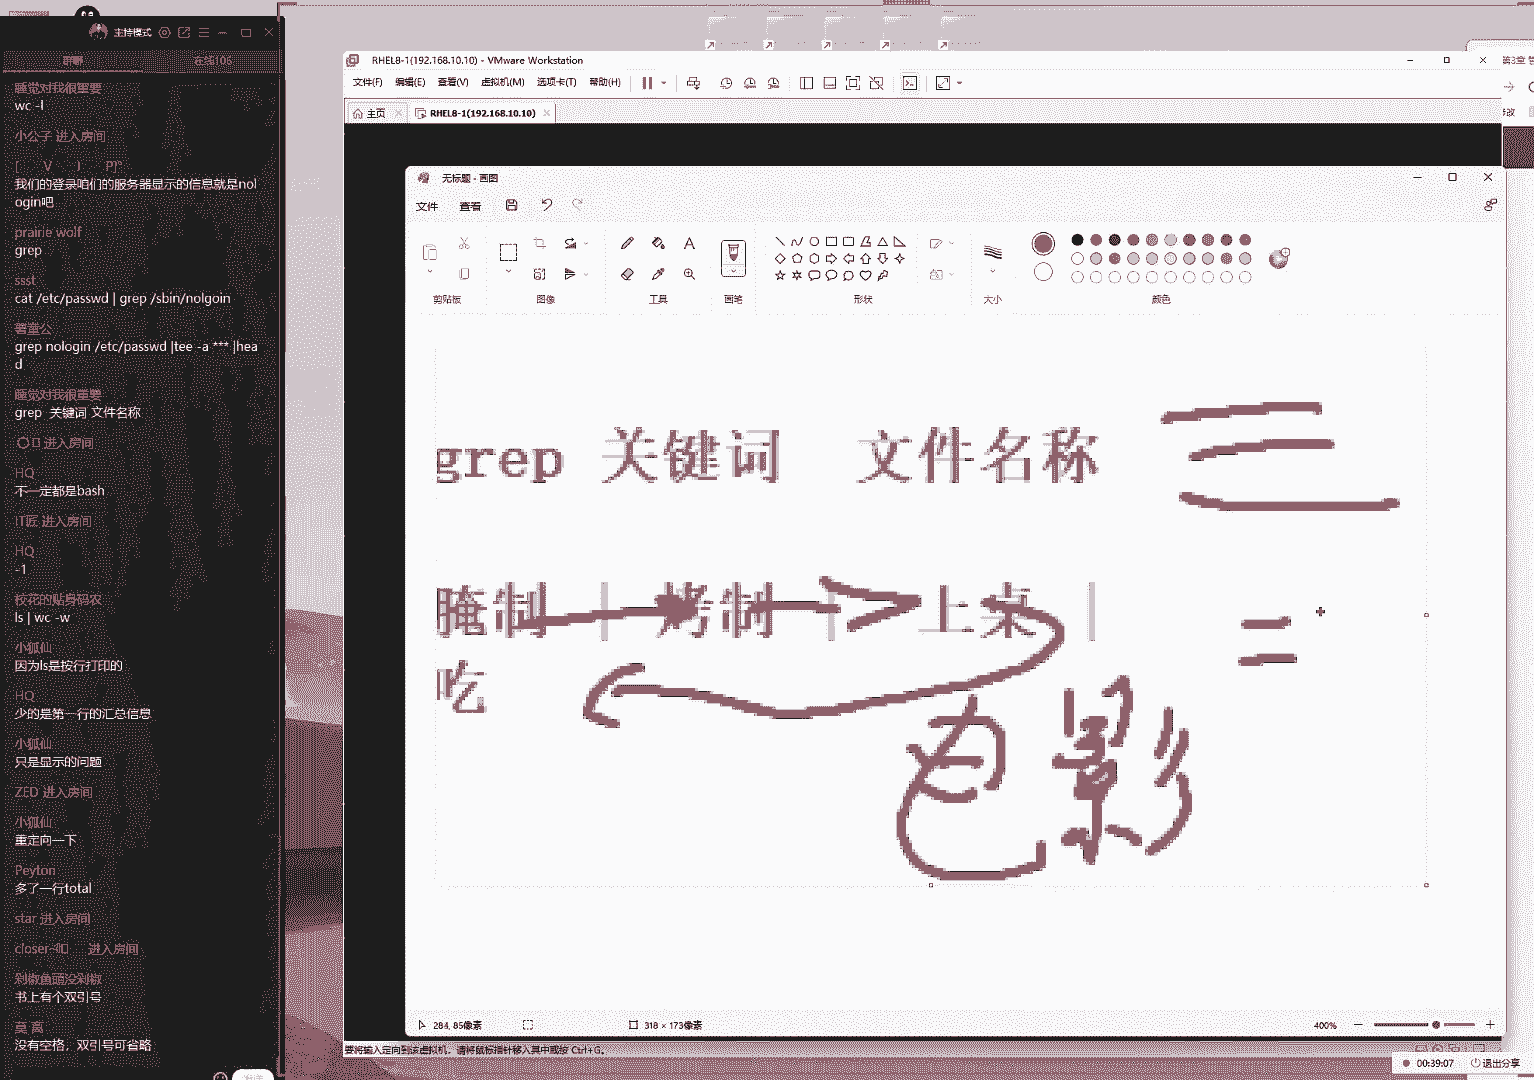 主持模式
群聊
在线106
睡觉对我很重要
wc -l
小公子 进入房间
我们的登录咱们的服务器显示的信息就是nol
ogin吧
prairie wolf
grep
ssst
cat /etc/passwd | grep /sbin/nolgoin
署童公
grep nologin /etc/passwd |tee -a *** |hea
d
睡觉对我很重要
grep 关键词 文件名称
进入房间
HQ
不一定都是bash
IT匠 进入房间
HQ
-1
枝花的贴身码农
ls | wc -w
小狐仙
因为ls是按行打印的
HQ
少的是第一行的汇总信息
小狐仙
只是显示的问题
ZED 进入房间
小狐仙
重定向一下
Peyton
多了一行total
star 进入房间
进入房间
剁椒鱼頭没剁椒
书上有个双引号
莫 离
没有空格，双引号可省略
RHEL8-1(192.168.10.10) - VMware Workstation
文件(F) 编辑(E) 查看(V) 虚拟机(M) 选项卡(T) 帮助(H)
主页 RHEL8-1(192.168.10.10)
无标题 - 画图
文件 查看
剪贴板 图像 工具 画笔 形状 大小 颜色
grep 关键词 文件名称
腌制 | 烤制 | 上桌 |
吃
284, 85像素 318 × 173像素 400%
要将输入定向到该虚拟机，请将鼠标指针移入其中或按 Ctrl+G。
00:39:07 退出分享